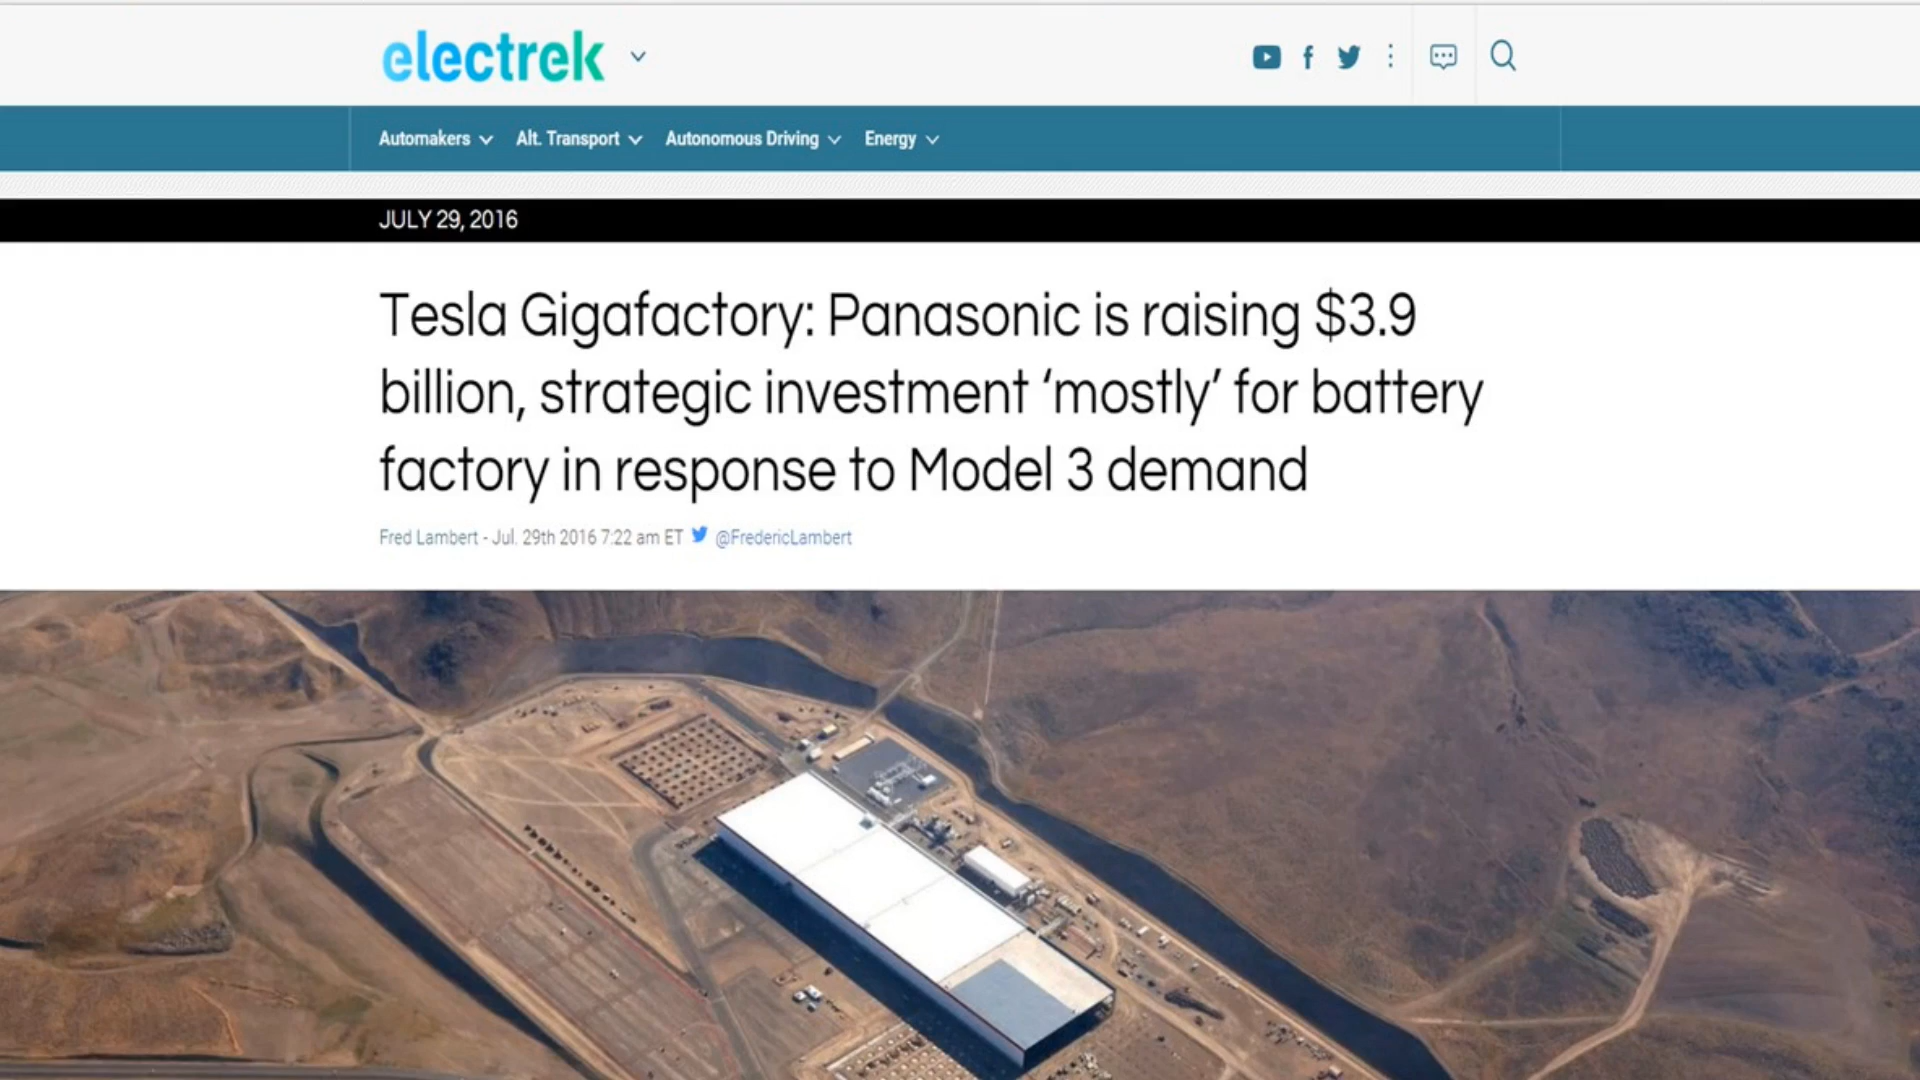 electrek
Automakers Alt. Transport Autonomous Driving Energy
JULY 29, 2016
Tesla Gigafactory: Panasonic is raising $3.9
billion, strategic investment ‘mostly’ for battery
factory in response to Model 3 demand
Fred Lambert - Jul. 29th 2016 7:22 am ET @FredericLambert